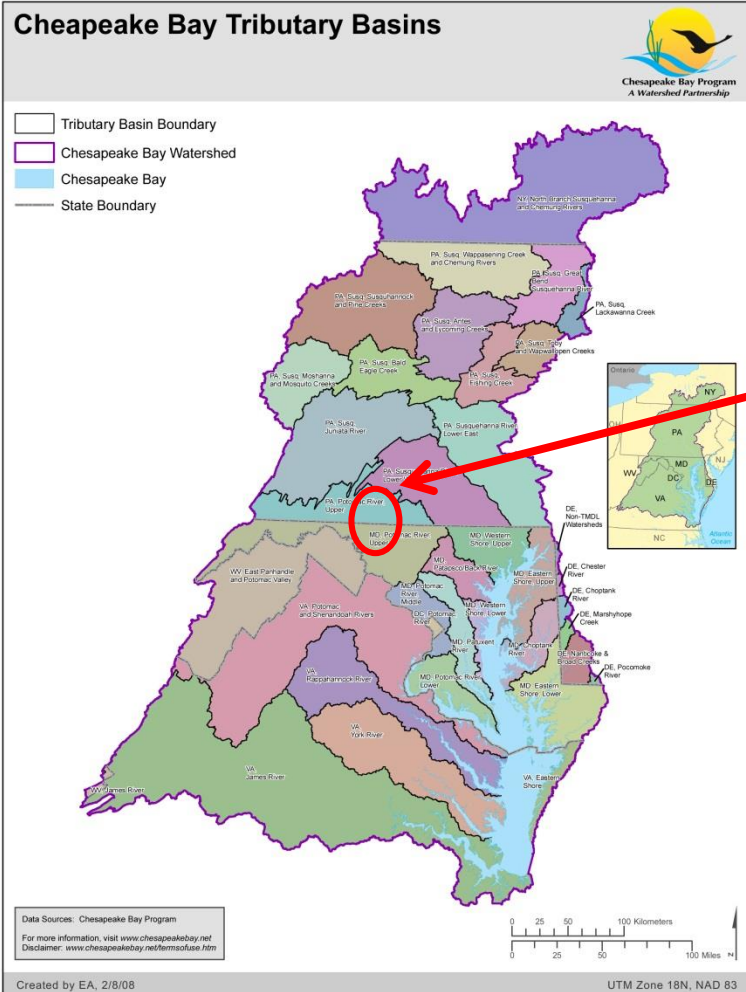 Cheapeake Bay Tributary Basins
Chesapeake Bay Program
A Watershed Partnership
Tributary Basin Boundary
Chesapeake Bay Watershed
Chesapeake Bay
State Boundary
NY, North Branch Susquehanna
and Chemung Rivers
PA, Susq, Wappasening Creek
and Chemung Rivers
PA, Susq, Great
Bend
Susquehanna River
PA, Susq,
Lackawanna Creek
PA, Susq, Susquhannock
and Pine Creeks
PA, Susq, Antes
and Lycoming Creeks
PA, Susq, Toby
and Wapwallopen Creeks
PA, Susq, Moshanna
and Mosquito Creeks
PA, Susq, Bald
Eagle Creek
PA, Susq,
Fishing Creek
PA, Susq,
Juniata River
PA, Susquehanna River
Lower East
PA, Susq
Lower
PA, Potomac River
Upper
Ontario
NY
PA
OH
NJ
MD
WV
DC
DE
VA
NC
Atlantic
Ocean
DE,
Non-TMDL
Watersheds
MD, Potomac River
Upper
MD, Western
Shore, Upper
MD,
Patapsco/Back River
MD, Eastern
Shore, Upper
DE, Chester
River
WV, East Panhandle
and Potomac Valley
MD, Potomac
River
Middle
DC, Potomac
River
MD, Western
Shore, Lower
DE, Choptank
River
DE, Marshyhope
Creek
VA, Potomac
and Shenandoah Rivers
MD, Patuxent
River
MD, Choptank
River
DE, Nanticoke &
Broad Creeks
DE, Pocomoke
River
MD, Potomac River
Lower
MD, Eastern
Shore, Lower
VA,
Rappahannock River
VA,
York River
VA,
James River
VA, Eastern
Shore
WV, James River
Data Sources: Chesapeake Bay Program
For more information, visit www.chesapeakebay.net
Disclaimer: www.chesapeakebay.net/termsofuse.htm
0 25 50 100 Kilometers
0 25 50 100 Miles
N
Created by EA, 2/8/08
UTM Zone 18N, NAD 83